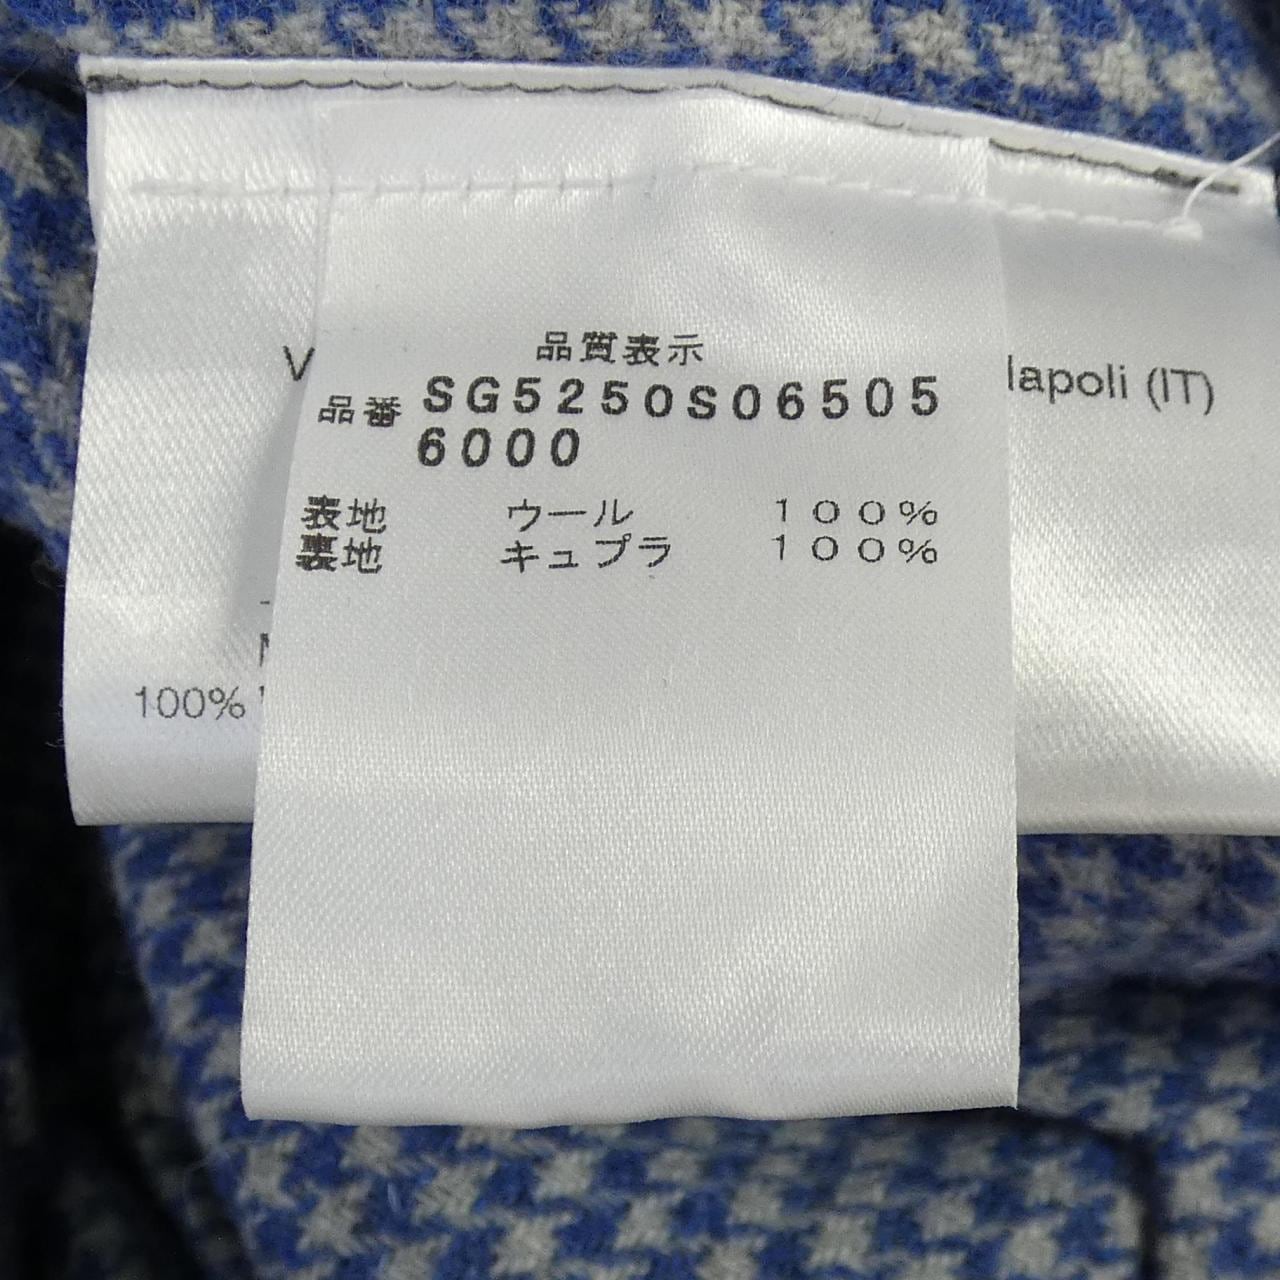 品質表示
品番 SG5250S06505
6000
表地 ウール 100%
裏地 キュプラ 100%
(IT)
100%